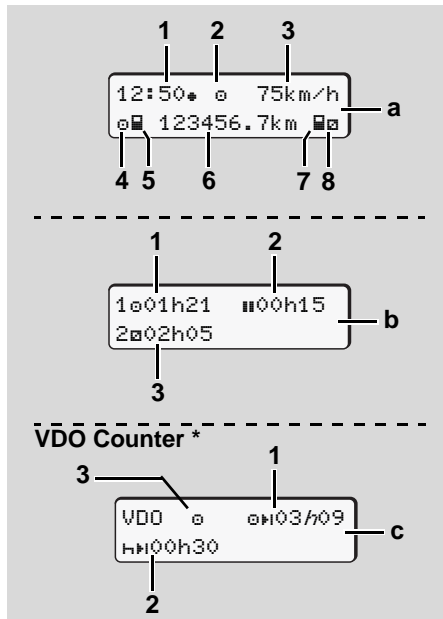 1 2 3
12:50● ⊙ 75km/h
a
⊙ 123456.7km
4 5 6 7 8
1 2
1⊙01h21 00h15
b
2⊠02h05
3
VDO Counter *
1
3
VDO ⊙ ⊙03h09
c
00h30
2